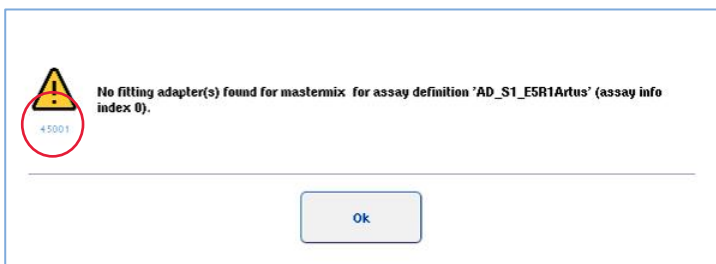 No fitting adapter(s) found for mastermix for assay definition 'AD_S1_E5R1Artus' (assay info
index 0).
45001
Ok